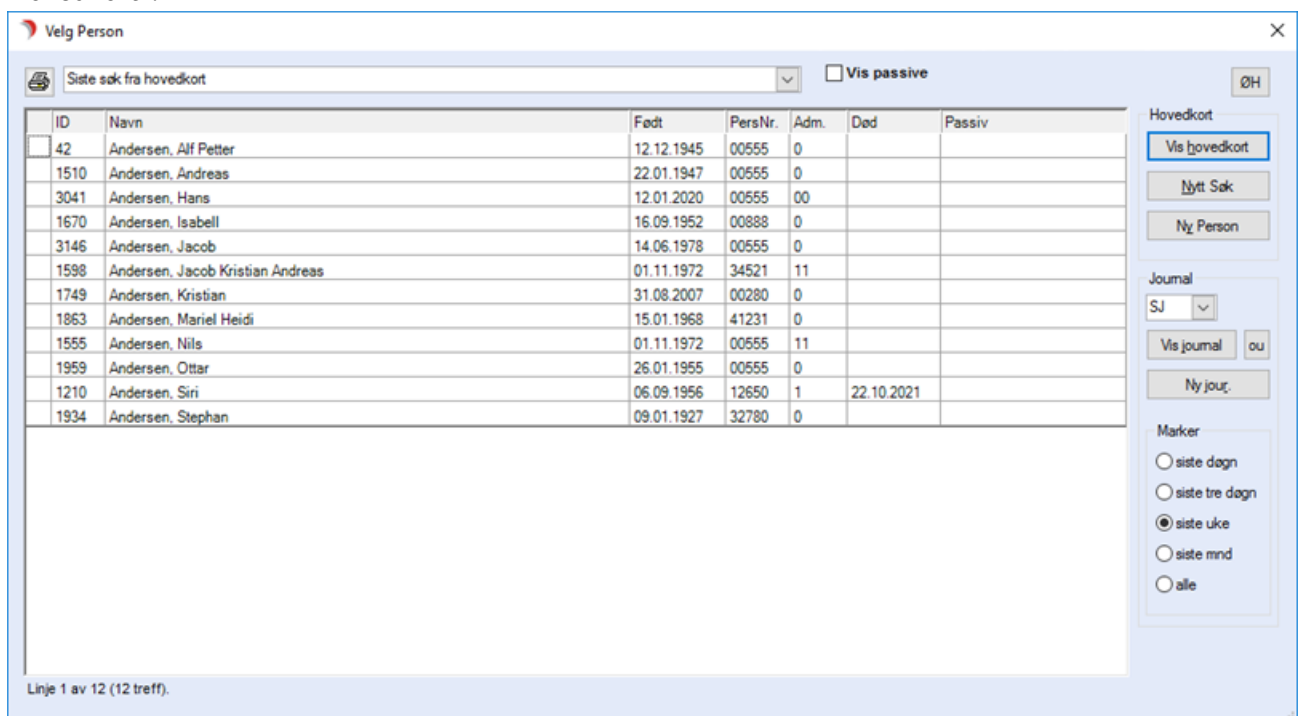 Velg Person
Siste søk fra hovedkort
Vis passive
ØH
ID Navn Født PersNr. Adm. Død Passiv
42 Andersen, Alf Petter 12.12.1945 00555 0
1510 Andersen, Andreas 22.01.1947 00555 0
3041 Andersen, Hans 12.01.2020 00555 00
1670 Andersen, Isabell 16.09.1952 00888 0
3146 Andersen, Jacob 14.06.1978 00555 0
1598 Andersen, Jacob Kristian Andreas 01.11.1972 34521 11
1749 Andersen, Kristian 31.08.2007 00280 0
1863 Andersen, Mariel Heidi 15.01.1968 41231 0
1555 Andersen, Nils 01.11.1972 00555 11
1959 Andersen, Ottar 26.01.1955 00555 0
1210 Andersen, Siri 06.09.1956 12650 1 22.10.2021
1934 Andersen, Stephan 09.01.1927 32780 0
Hovedkort
Vis hovedkort
Nytt Søk
Ny Person
Journal
SJ
Vis journal ou
Ny jour.
Marker
siste døgn
siste tre døgn
siste uke
siste mnd
alle
Linje 1 av 12 (12 treff).